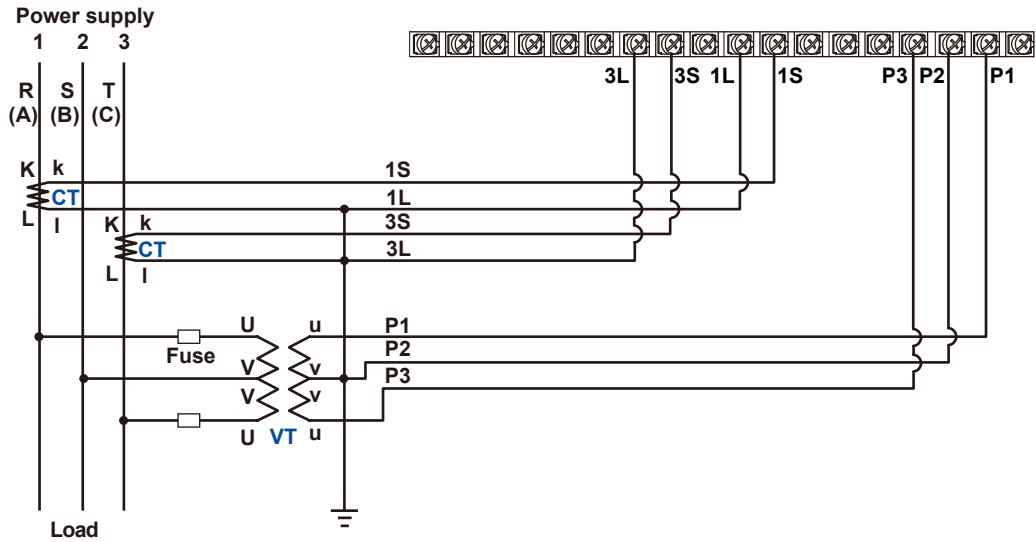 Power supply
1 2 3
3L 3S 1L 1S P3 P2 P1
R S T
(A) (B) (C)
K k 1S
CT 1L
L l
K k 3S
CT 3L
L l
U u P1
Fuse P2
V v
P3
V v
U VT u
Load